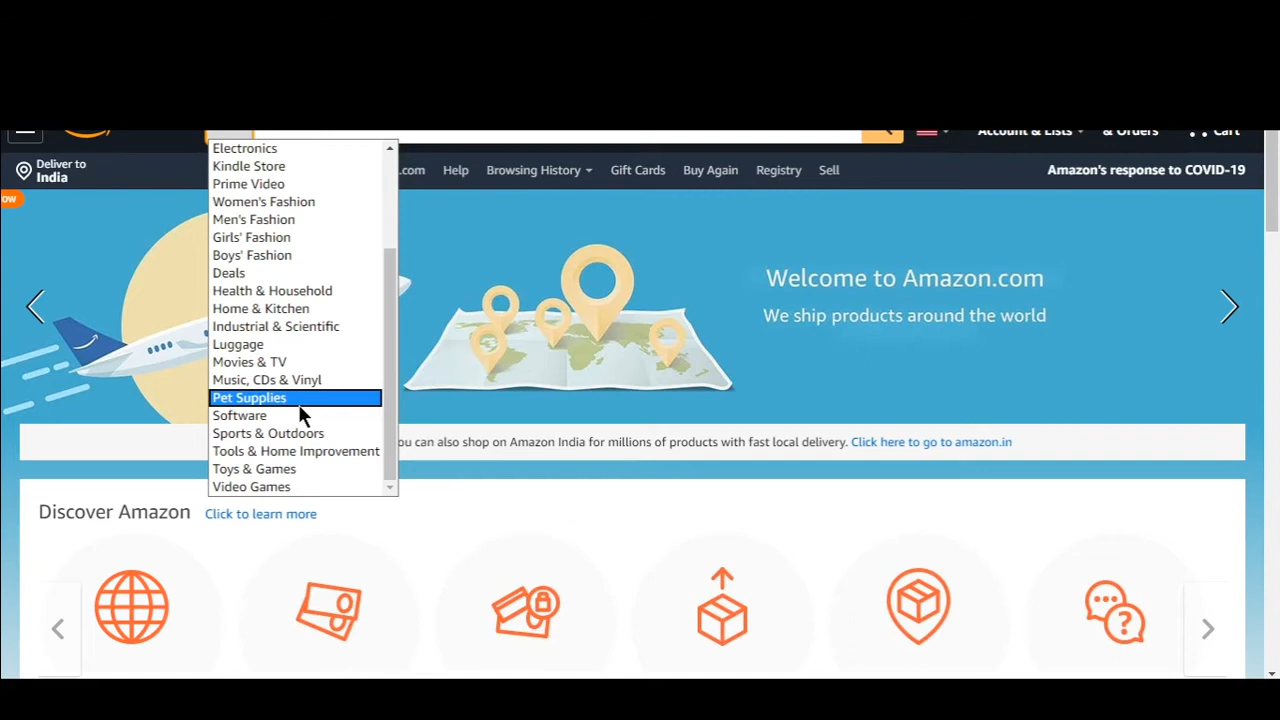 Account & Lists
& Orders
Cart
Deliver to
India
.com
Help
Browsing History
Gift Cards
Buy Again
Registry
Sell
Amazon's response to COVID-19
Electronics
Kindle Store
Prime Video
Women's Fashion
Men's Fashion
Girls' Fashion
Boys' Fashion
Deals
Health & Household
Home & Kitchen
Industrial & Scientific
Luggage
Movies & TV
Music, CDs & Vinyl
Pet Supplies
Software
Sports & Outdoors
Tools & Home Improvement
Toys & Games
Video Games
Welcome to Amazon.com
We ship products around the world
ou can also shop on Amazon India for millions of products with fast local delivery. Click here to go to amazon.in
Discover Amazon
Click to learn more